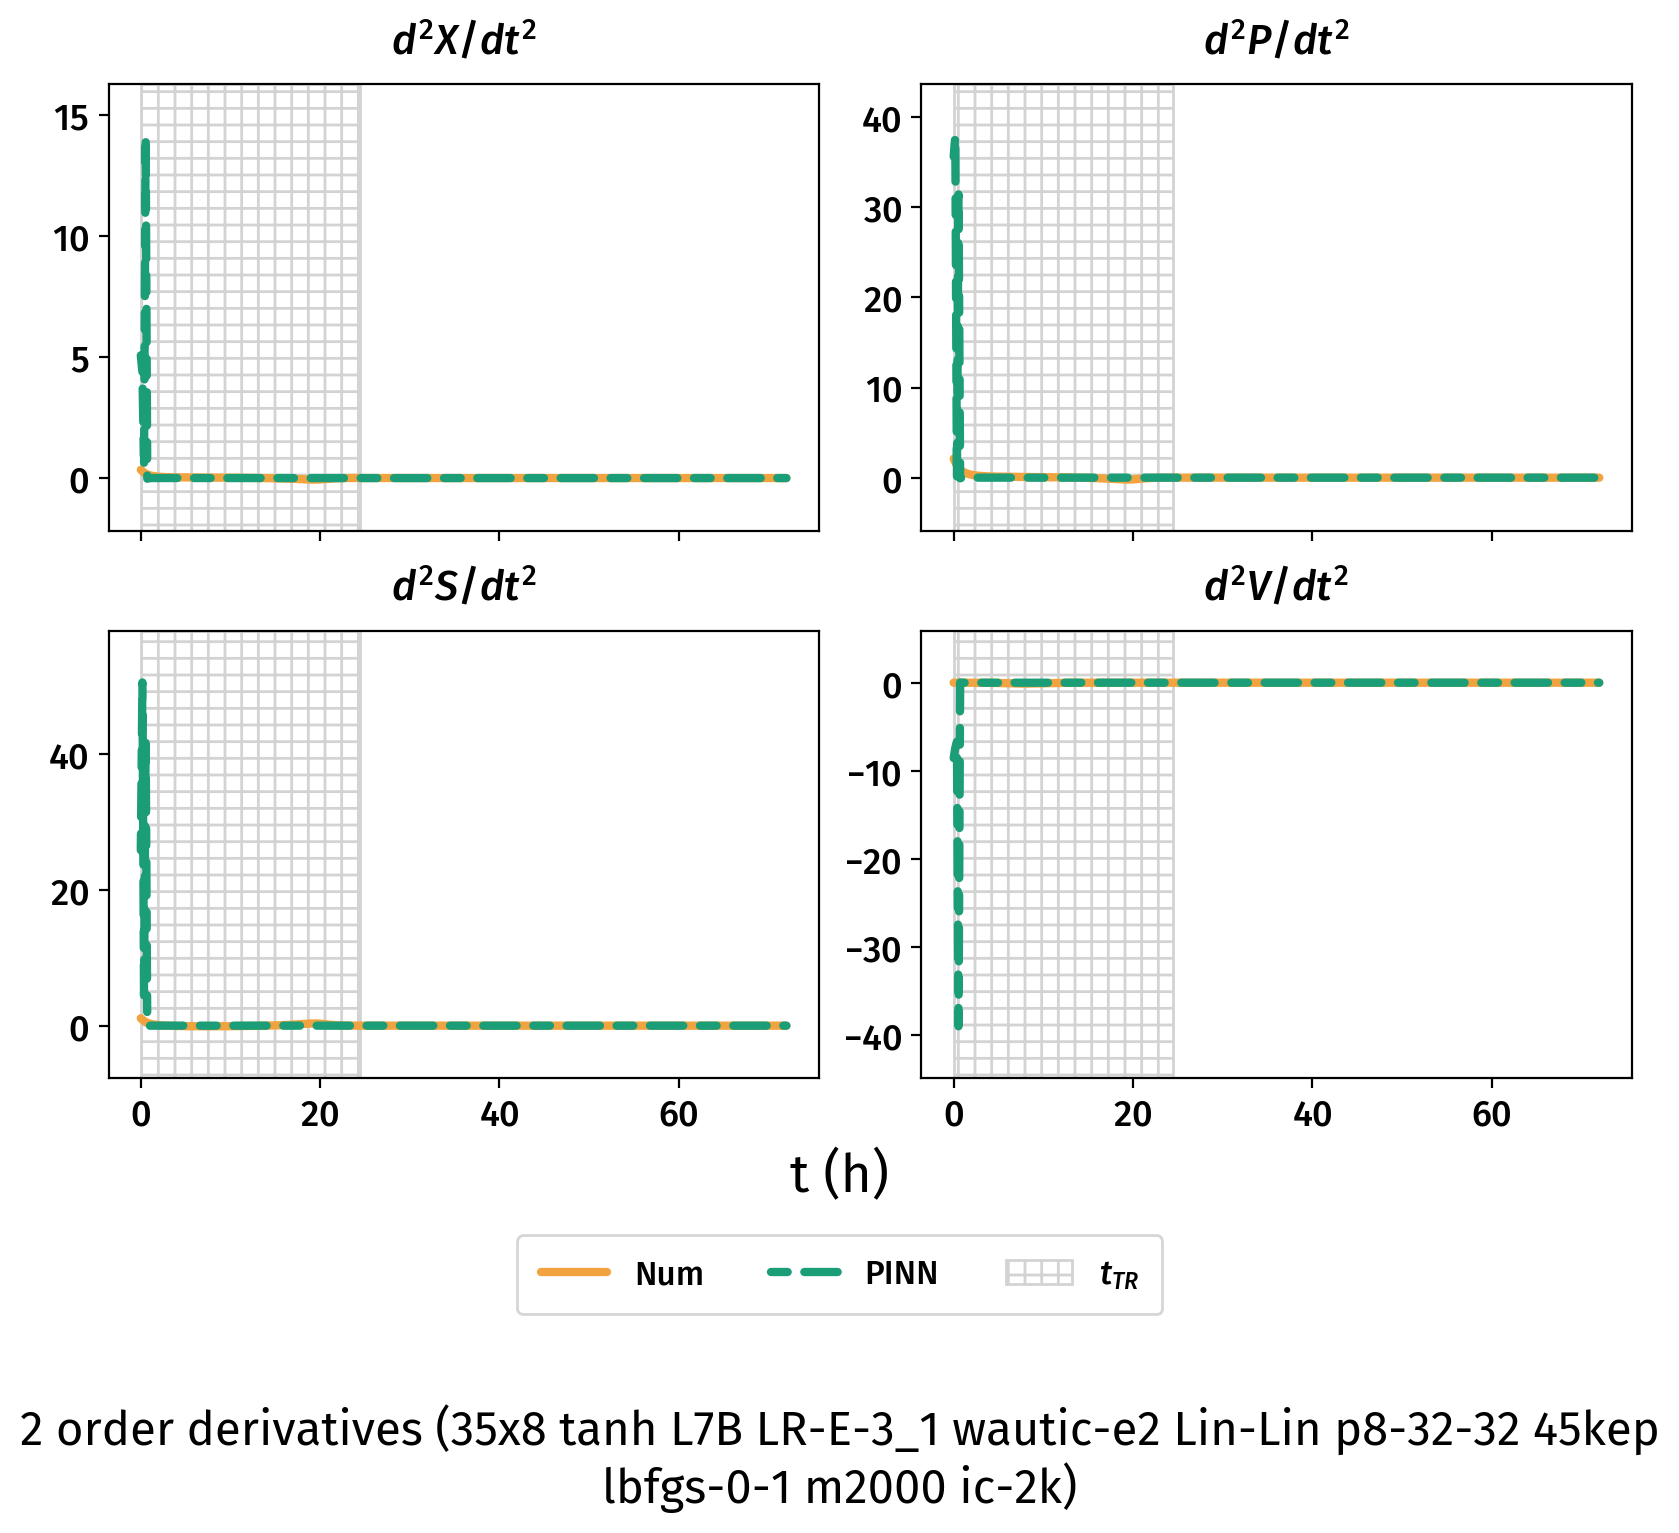 d²X/dt²
d²P/dt²
15
10
5
0
40
30
20
10
0
d²S/dt²
d²V/dt²
40
20
0
0
−10
−20
−30
−40
0 20 40 60
0 20 40 60
t (h)
Num PINN t_TR
2 order derivatives (35x8 tanh L7B LR-E-3_1 wautic-e2 Lin-Lin p8-32-32 45kep
lbfgs-0-1 m2000 ic-2k)